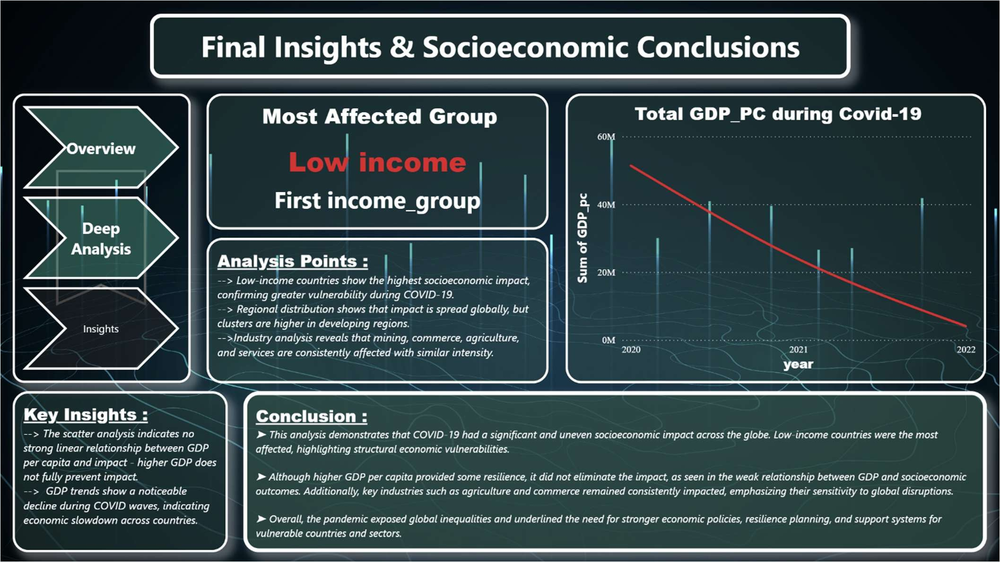 Final Insights & Socioeconomic Conclusions
Overview
Deep
Analysis
Insights
Most Affected Group
Low income
First income_group
Analysis Points :
--> Low-income countries show the highest socioeconomic impact,
confirming greater vulnerability during COVID-19.
--> Regional distribution shows that impact is spread globally, but
clusters are higher in developing regions.
-->Industry analysis reveals that mining, commerce, agriculture,
and services are consistently affected with similar intensity.
Total GDP_PC during Covid-19
Sum of GDP_pc
60M
40M
20M
0M
2020
2021
2022
year
Key Insights :
--> The scatter analysis indicates no
strong linear relationship between GDP
per capita and impact - higher GDP does
not fully prevent impact.
--> GDP trends show a noticeable
decline during COVID waves, indicating
economic slowdown across countries.
Conclusion :
➤ This analysis demonstrates that COVID-19 had a significant and uneven socioeconomic impact across the globe. Low-income countries were the most
affected, highlighting structural economic vulnerabilities.
➤ Although higher GDP per capita provided some resilience, it did not eliminate the impact, as seen in the weak relationship between GDP and socioeconomic
outcomes. Additionally, key industries such as agriculture and commerce remained consistently impacted, emphasizing their sensitivity to global disruptions.
➤ Overall, the pandemic exposed global inequalities and underlined the need for stronger economic policies, resilience planning, and support systems for
vulnerable countries and sectors.